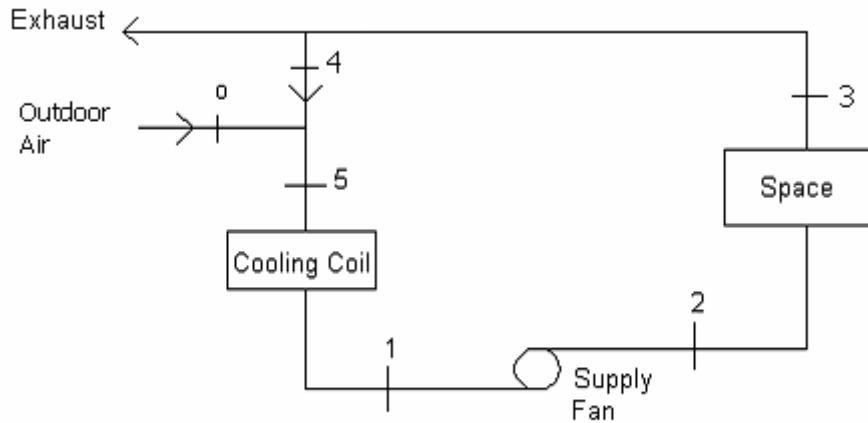 Exhaust
4
o
Outdoor
Air
3
5
Space
Cooling Coil
2
1
Supply
Fan